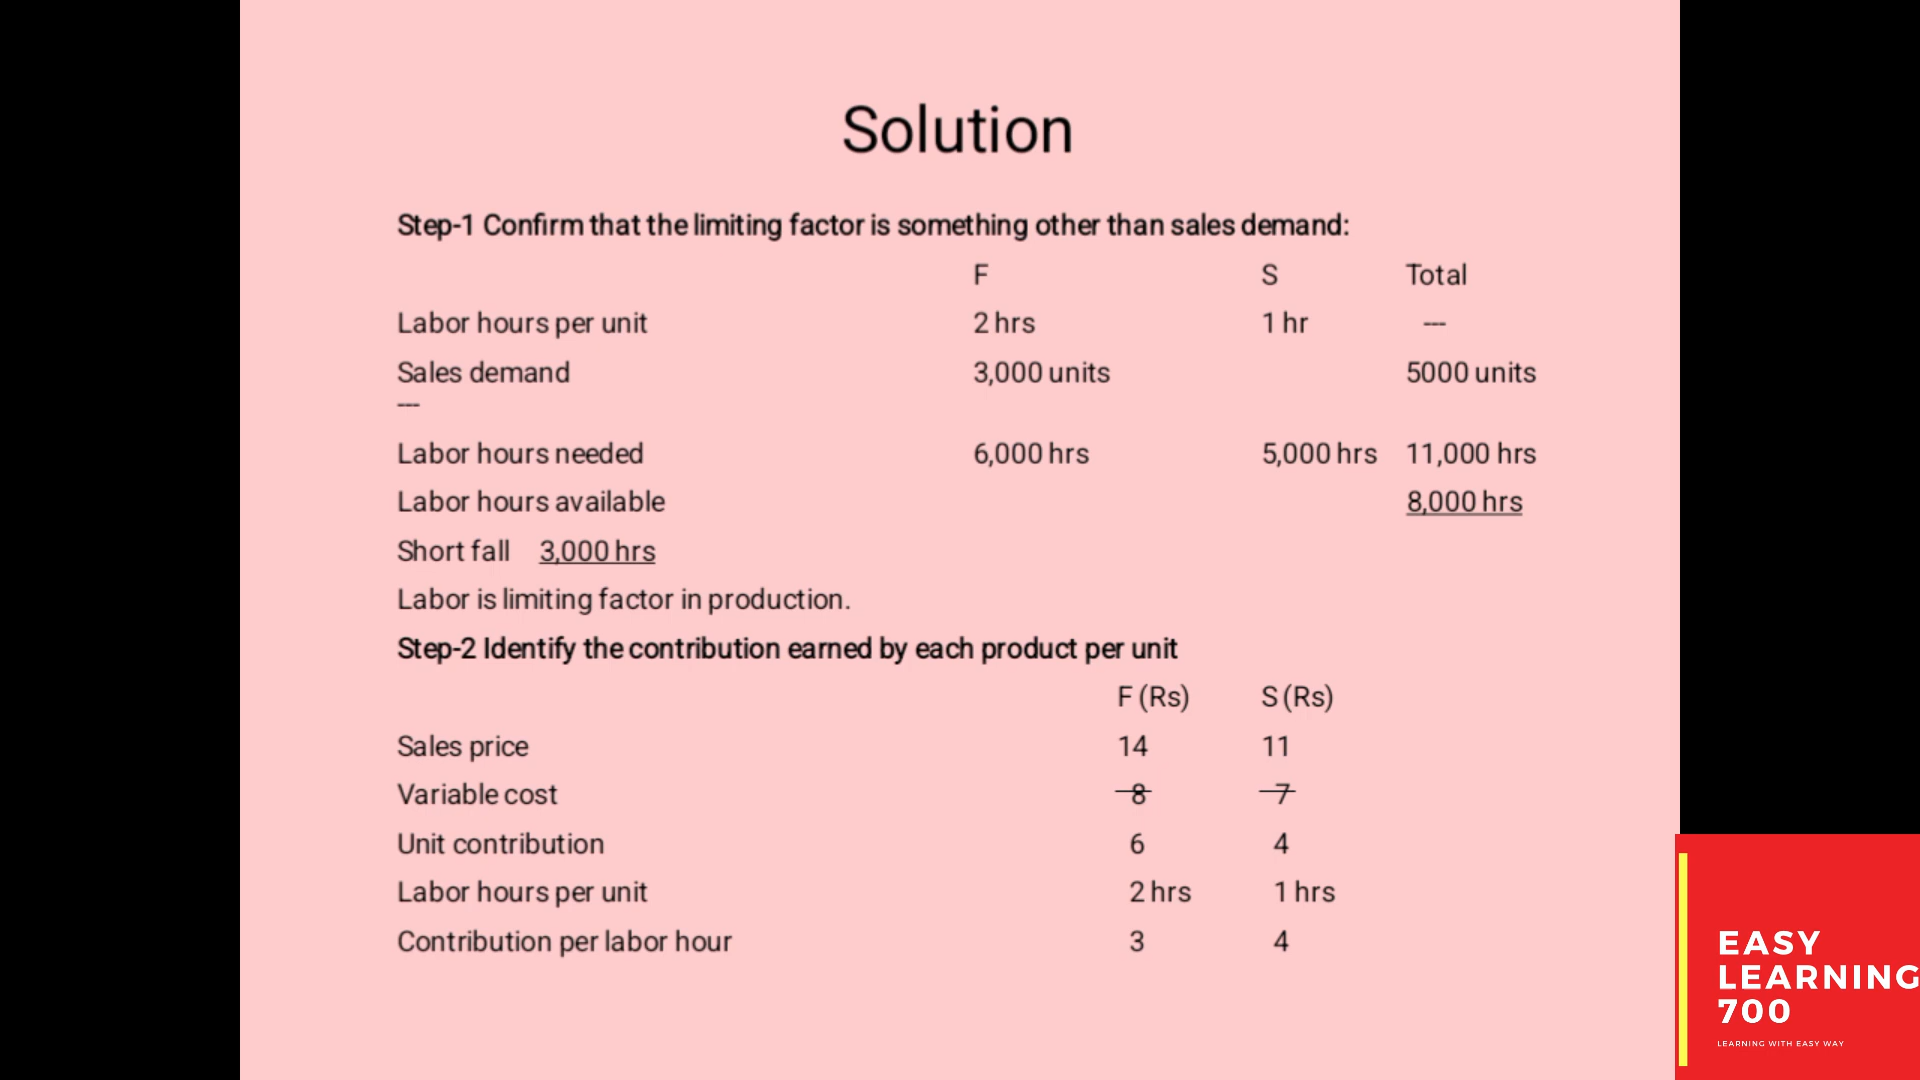 Solution
Step-1 Confirm that the limiting factor is something other than sales demand:
F S Total
Labor hours per unit 2 hrs 1 hr ---
Sales demand 3,000 units 5000 units
---
Labor hours needed 6,000 hrs 5,000 hrs 11,000 hrs
Labor hours available 8,000 hrs
Short fall 3,000 hrs
Labor is limiting factor in production.
Step-2 Identify the contribution earned by each product per unit
F (Rs) S (Rs)
Sales price 14 11
Variable cost 8 7
Unit contribution 6 4
Labor hours per unit 2 hrs 1 hrs
Contribution per labor hour 3 4
EASY
LEARNING
700
LEARNING WITH EASY WAY